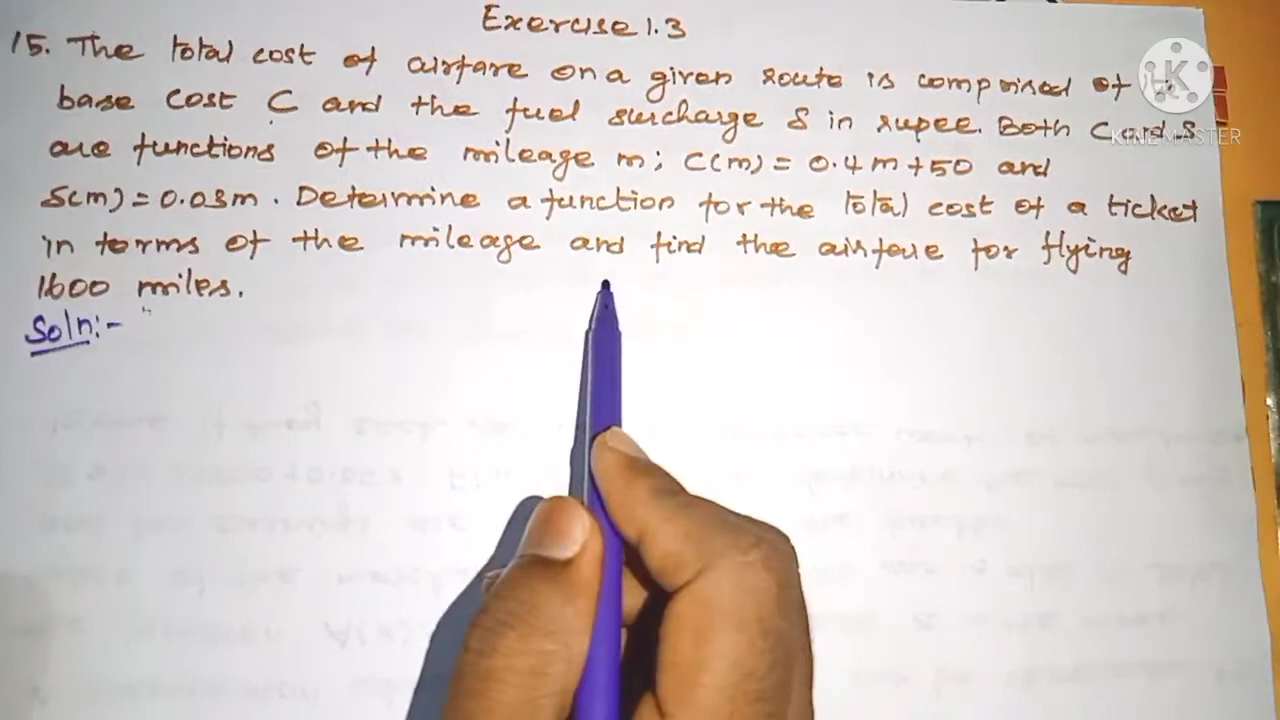 Exercise 1.3
15. The total cost of airfare on a given route is comprised of
base cost C and the fuel surcharge S in rupee. Both C and S
are functions of the mileage m; C(m) = 0.4m+50 and
S(m) = 0.03m. Determine a function for the total cost of a ticket
in terms of the mileage and find the airfare for flying
1600 miles.
Soln:-
K
KINEMASTER